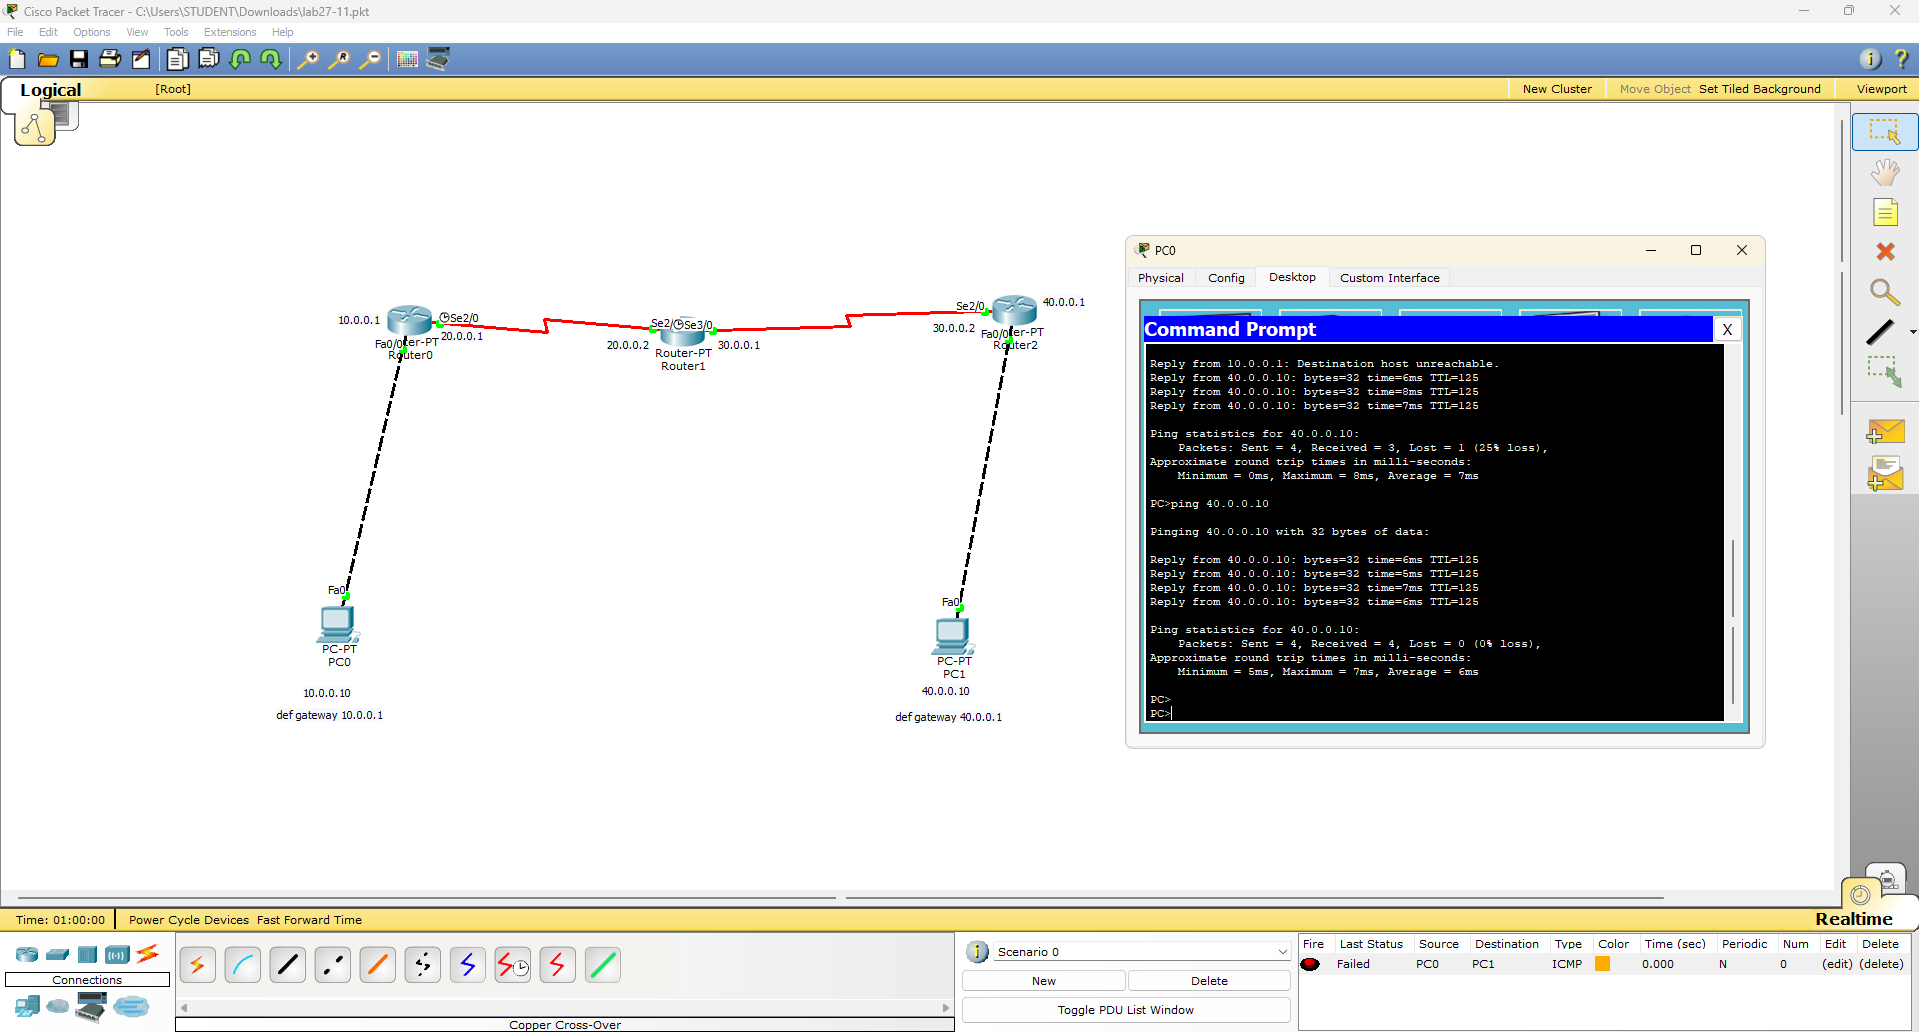 Cisco Packet Tracer - C:\Users\STUDENT\Downloads\lab27-11.pkt
File Edit Options View Tools Extensions Help
Logical [Root] New Cluster Move Object Set Tiled Background Viewport
10.0.0.1
Se2/0
20.0.0.1
Fa0/0
ter-PT
Router0
Se2/0
Se3/0
20.0.0.2
30.0.0.1
Router-PT
Router1
Se2/0
40.0.0.1
30.0.0.2
Fa0/0
ter-PT
Router2
Fa0
PC-PT
PC0
10.0.0.10
def gateway 10.0.0.1
Fa0
PC-PT
PC1
40.0.0.10
def gateway 40.0.0.1
PC0
Physical Config Desktop Custom Interface
Command Prompt X
Reply from 10.0.0.1: Destination host unreachable.
Reply from 40.0.0.10: bytes=32 time=6ms TTL=125
Reply from 40.0.0.10: bytes=32 time=8ms TTL=125
Reply from 40.0.0.10: bytes=32 time=7ms TTL=125
Ping statistics for 40.0.0.10:
Packets: Sent = 4, Received = 3, Lost = 1 (25% loss),
Approximate round trip times in milli-seconds:
Minimum = 0ms, Maximum = 8ms, Average = 7ms
PC>ping 40.0.0.10
Pinging 40.0.0.10 with 32 bytes of data:
Reply from 40.0.0.10: bytes=32 time=6ms TTL=125
Reply from 40.0.0.10: bytes=32 time=5ms TTL=125
Reply from 40.0.0.10: bytes=32 time=7ms TTL=125
Reply from 40.0.0.10: bytes=32 time=6ms TTL=125
Ping statistics for 40.0.0.10:
Packets: Sent = 4, Received = 4, Lost = 0 (0% loss),
Approximate round trip times in milli-seconds:
Minimum = 5ms, Maximum = 7ms, Average = 6ms
PC>
PC>
Time: 01:00:00 Power Cycle Devices Fast Forward Time
Realtime
Connections
Copper Cross-Over
Scenario 0
New Delete
Toggle PDU List Window
Fire Last Status Source Destination Type Color Time (sec) Periodic Num Edit Delete
Failed PC0 PC1 ICMP 0.000 N 0 (edit) (delete)